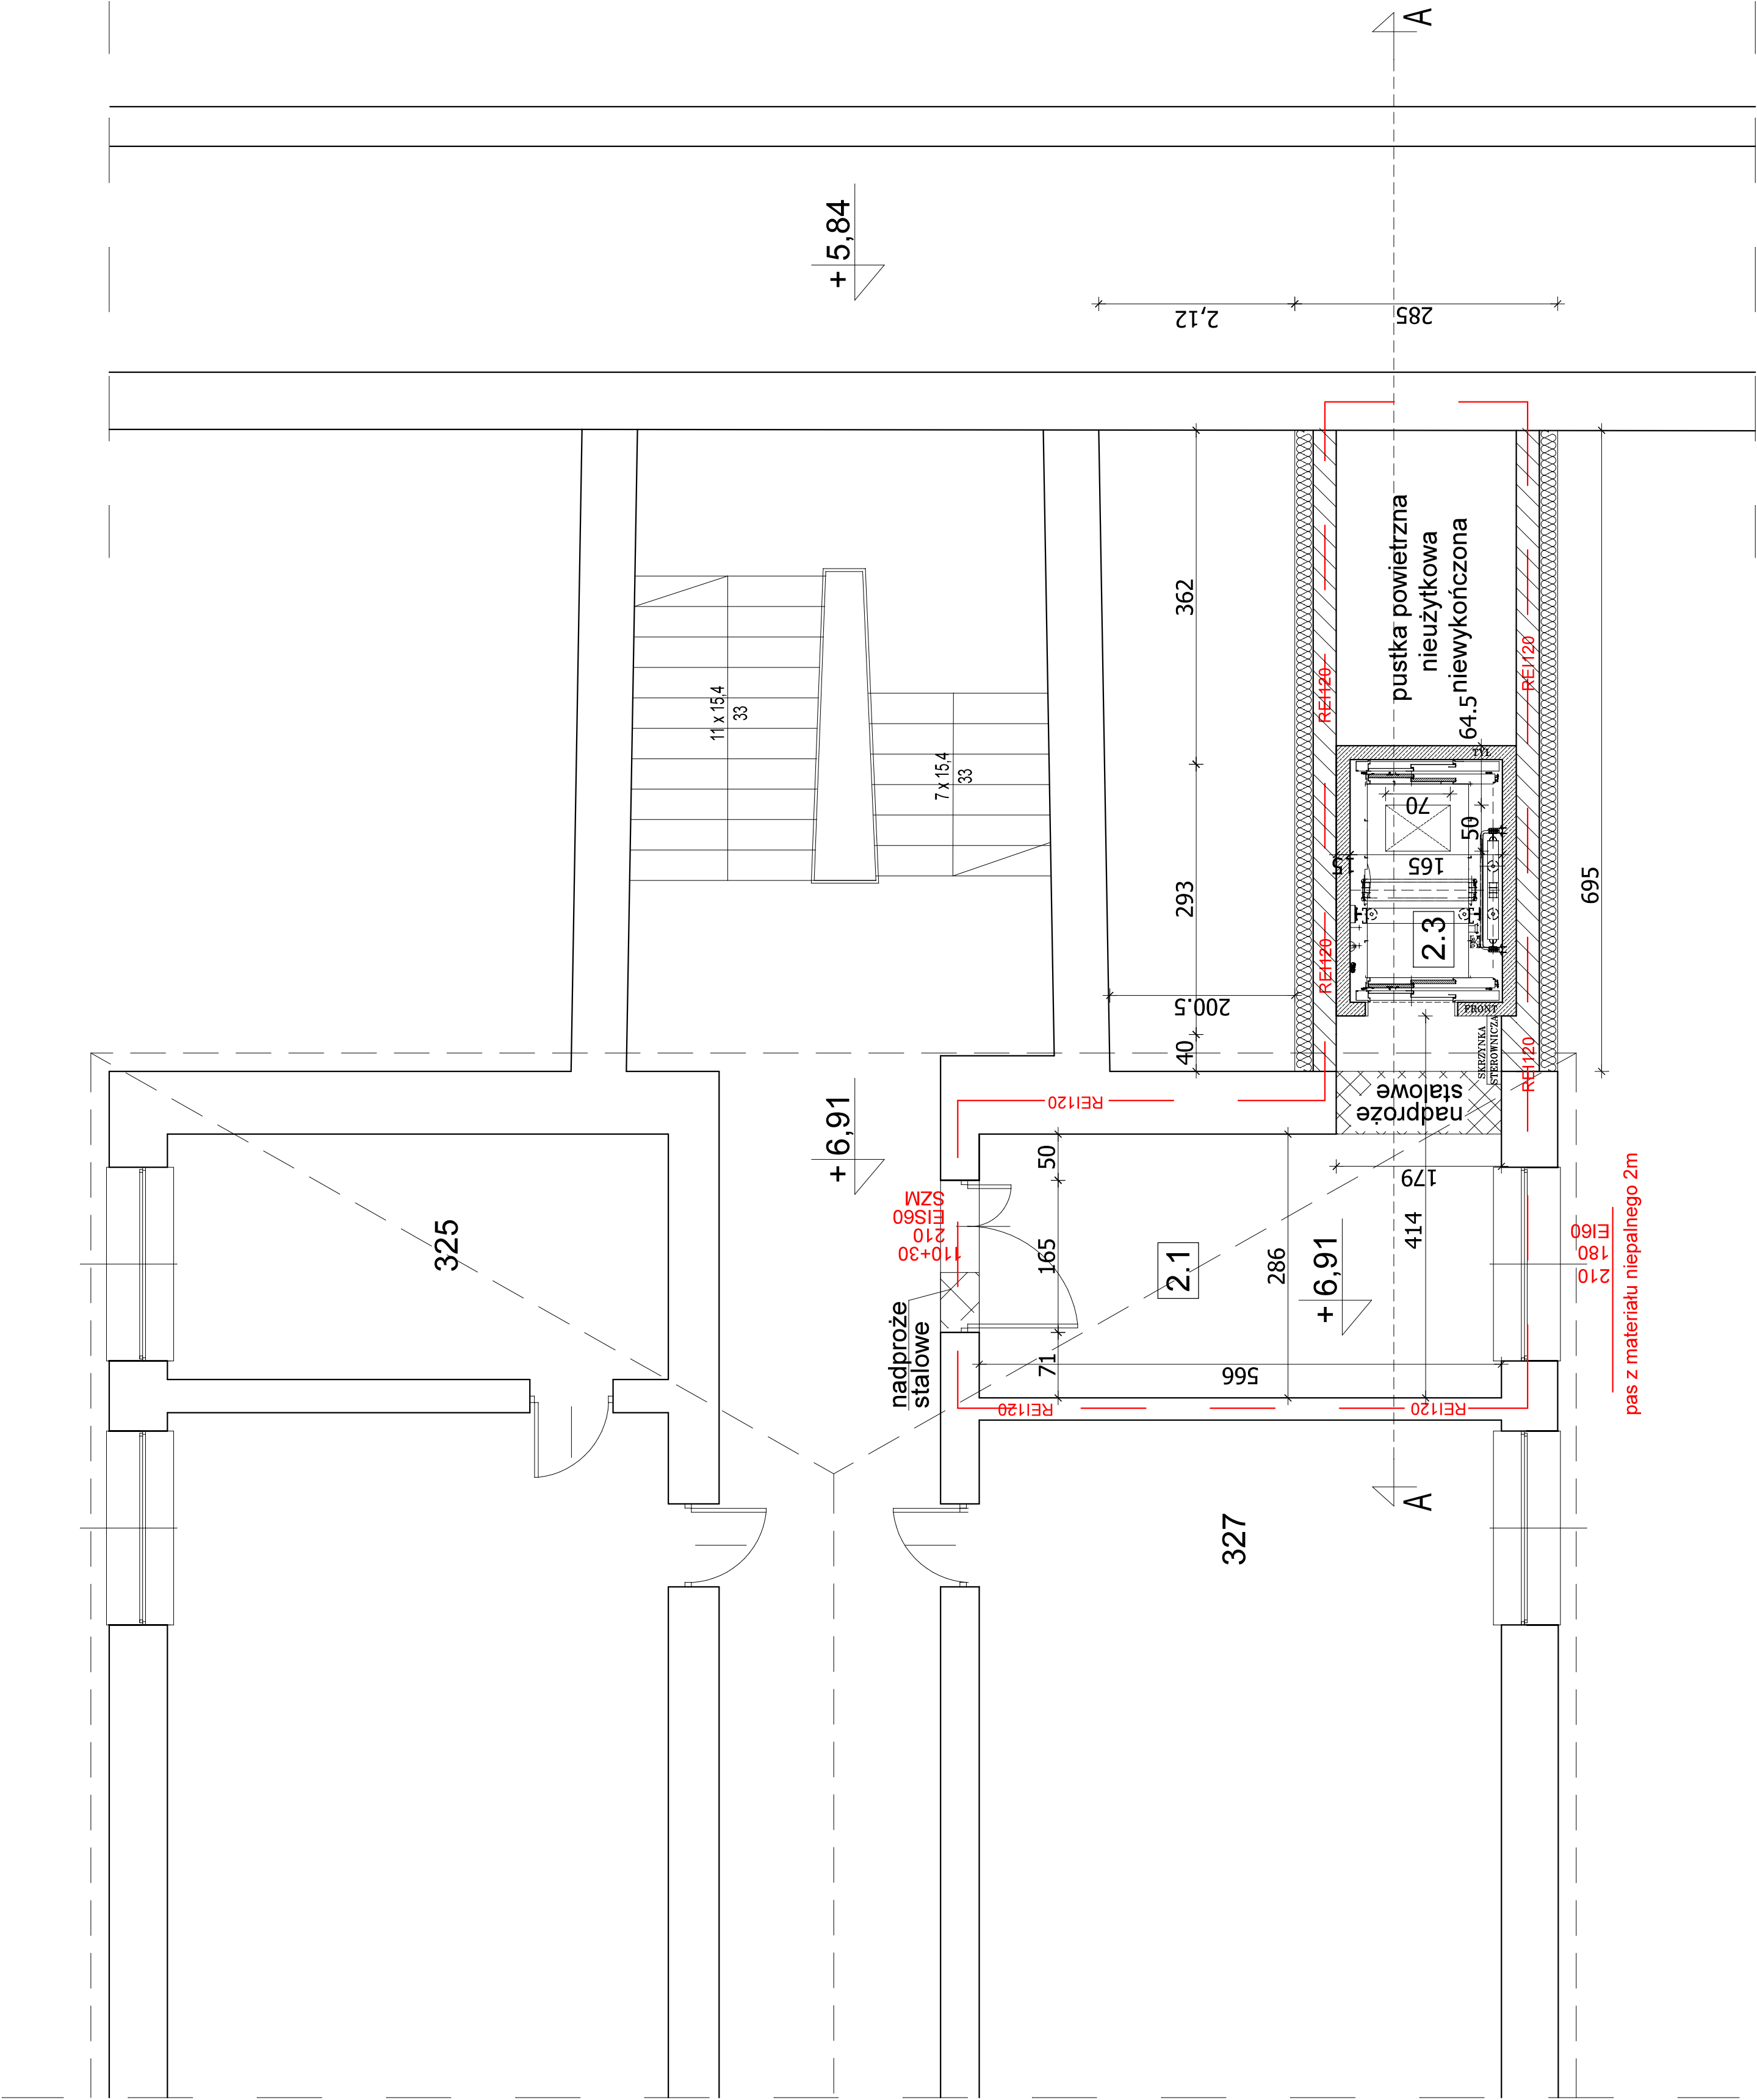 A
+ 5,84
2,12
285
11 x 15,4
33
7 x 15,4
33
362
293
40
200.5
REI120
REI120
REI120
REI120
pustka powietrzna
nieużytkowa
niewykończona
64.5
TYŁ
70
50
15
165
2.3
FRONT
SKRZYNKA
STEROWNICZA
695
nadproże
stalowe
+ 6,91
REI120
325
110+30
210
EIS60
SZM
nadproże
stalowe
50
165
71
2.1
286
566
+ 6,91
179
414
210
180
EI60
pas z materiału niepalnego 2m
REI120
REI120
327
A